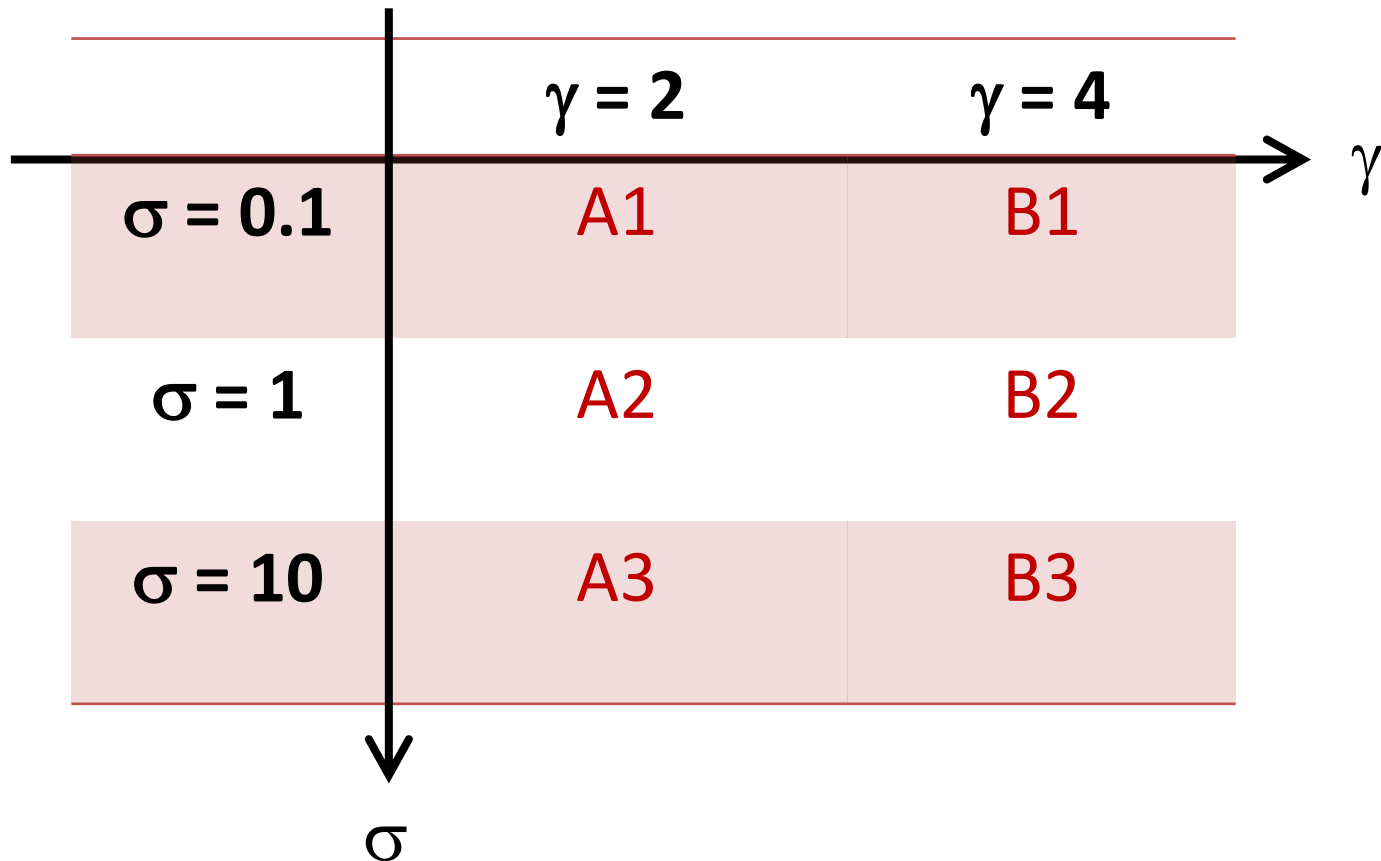 γ = 2 γ = 4
γ
σ = 0.1 A1 B1
σ = 1 A2 B2
σ = 10 A3 B3
σ